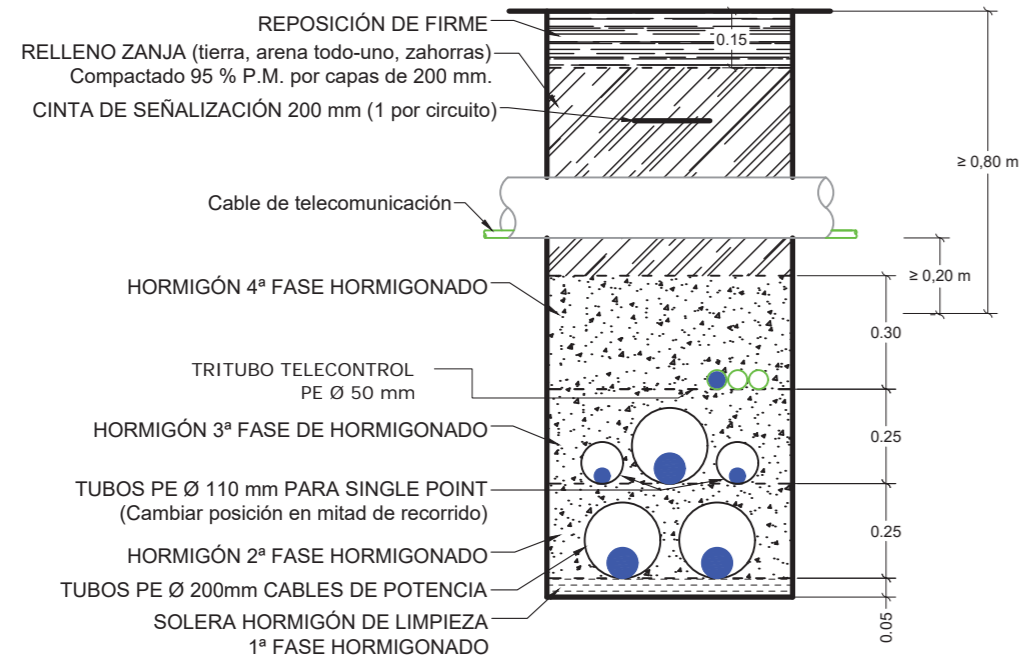 REPOSICIÓN DE FIRME
0.15
RELLENO ZANJA (tierra, arena todo-uno, zahorras)
Compactado 95 % P.M. por capas de 200 mm.
CINTA DE SEÑALIZACIÓN 200 mm (1 por circuito)
≥ 0,80 m
Cable de telecomunicación
≥ 0,20 m
HORMIGÓN 4ª FASE HORMIGONADO
0.30
TRITUBO TELECONTROL
PE Ø 50 mm
HORMIGÓN 3ª FASE DE HORMIGONADO
0.25
TUBOS PE Ø 110 mm PARA SINGLE POINT
(Cambiar posición en mitad de recorrido)
0.25
HORMIGÓN 2ª FASE HORMIGONADO
TUBOS PE Ø 200mm CABLES DE POTENCIA
SOLERA HORMIGÓN DE LIMPIEZA
1ª FASE HORMIGONADO
0.05